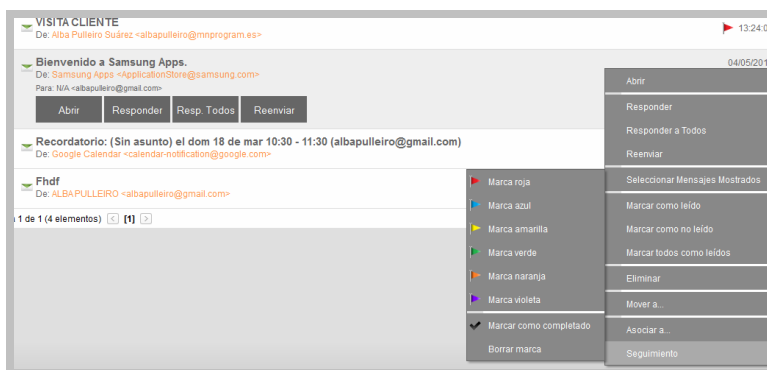 VISITA CLIENTE
De: Alba Pulleiro Suárez <albapulleiro@mnprogram.es>
13:24:0
Bienvenido a Samsung Apps.
04/05/201
De: Samsung Apps <ApplicationStore@samsung.com>
Para: N/A <albapulleiro@gmail.com>
Abrir Responder Resp. Todos Reenviar
Recordatorio: (Sin asunto) el dom 18 de mar 10:30 - 11:30 (albapulleiro@gmail.com)
De: Google Calendar <calendar-notification@google.com>
Fhdf
De: ALBA PULLEIRO <albapulleiro@gmail.com>
1 de 1 (4 elementos) < [1] >
Marca roja
Marca azul
Marca amarilla
Marca verde
Marca naranja
Marca violeta
Marcar como completado
Borrar marca
Abrir
Responder
Responder a Todos
Reenviar
Seleccionar Mensajes Mostrados
Marcar como leído
Marcar como no leído
Marcar todos como leídos
Eliminar
Mover a...
Asociar a...
Seguimiento